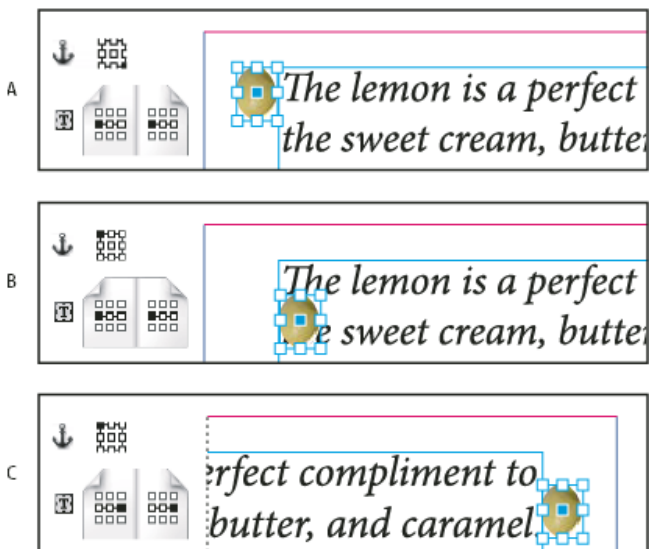 A
The lemon is a perfect
T
the sweet cream, butter
B
The lemon is a perfect
T
e sweet cream, butter
C
erfect compliment to
T
butter, and caramel.